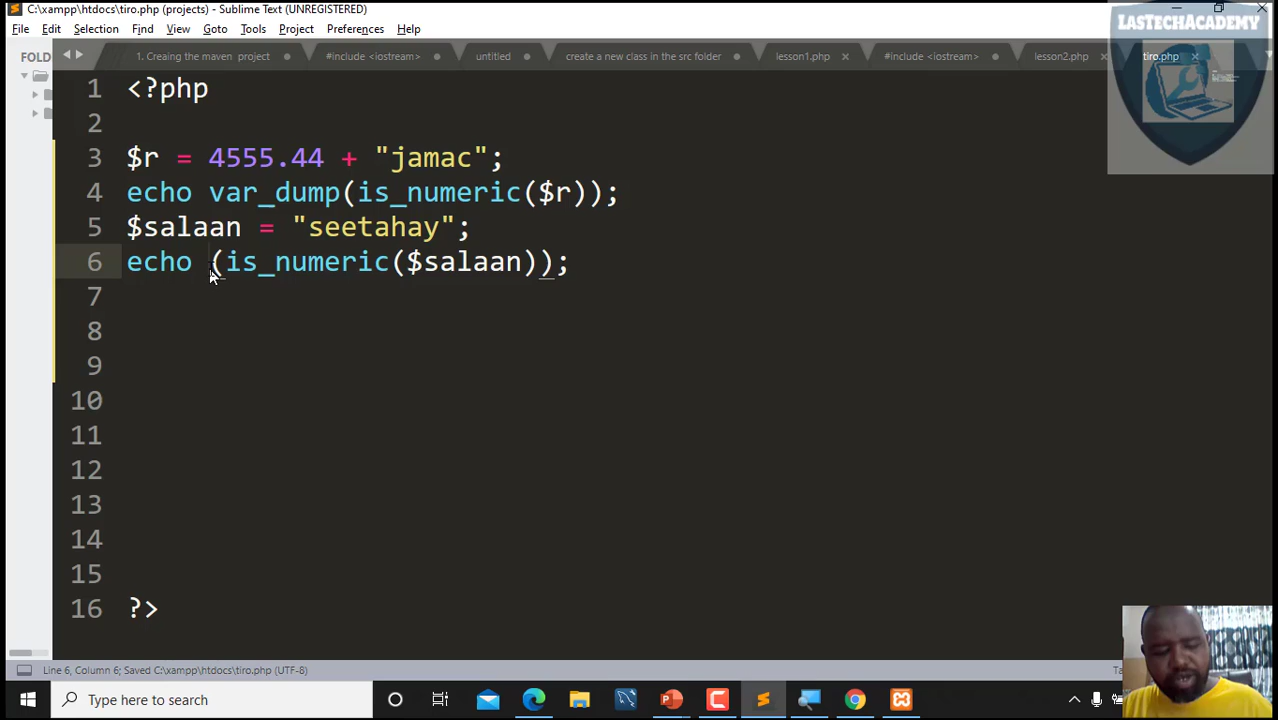 C:\xampp\htdocs\tiro.php (projects) - Sublime Text (UNREGISTERED)
File Edit Selection Find View Goto Tools Project Preferences Help
LASTECHACADEMY
FOLD
1. Creaing the maven project
#include <iostream>
untitled
create a new class in the src folder
lesson1.php
#include <iostream>
lesson2.php
tiro.php
1 <?php
2
3 $r = 4555.44 + "jamac";
4 echo var_dump(is_numeric($r));
5 $salaan = "seetahay";
6 echo (is_numeric($salaan));
7
8
9
10
11
12
13
14
15
16 ?>
Line 6, Column 6; Saved C:\xampp\htdocs\tiro.php (UTF-8)
Type here to search